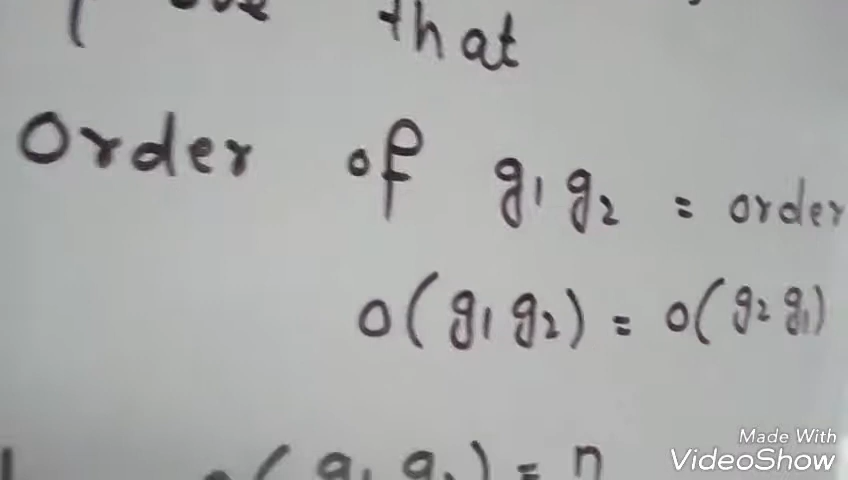 that
Order of g1 g2 = order
O(g1 g2) = O(g2 g1)
= n
Made With
VideoShow